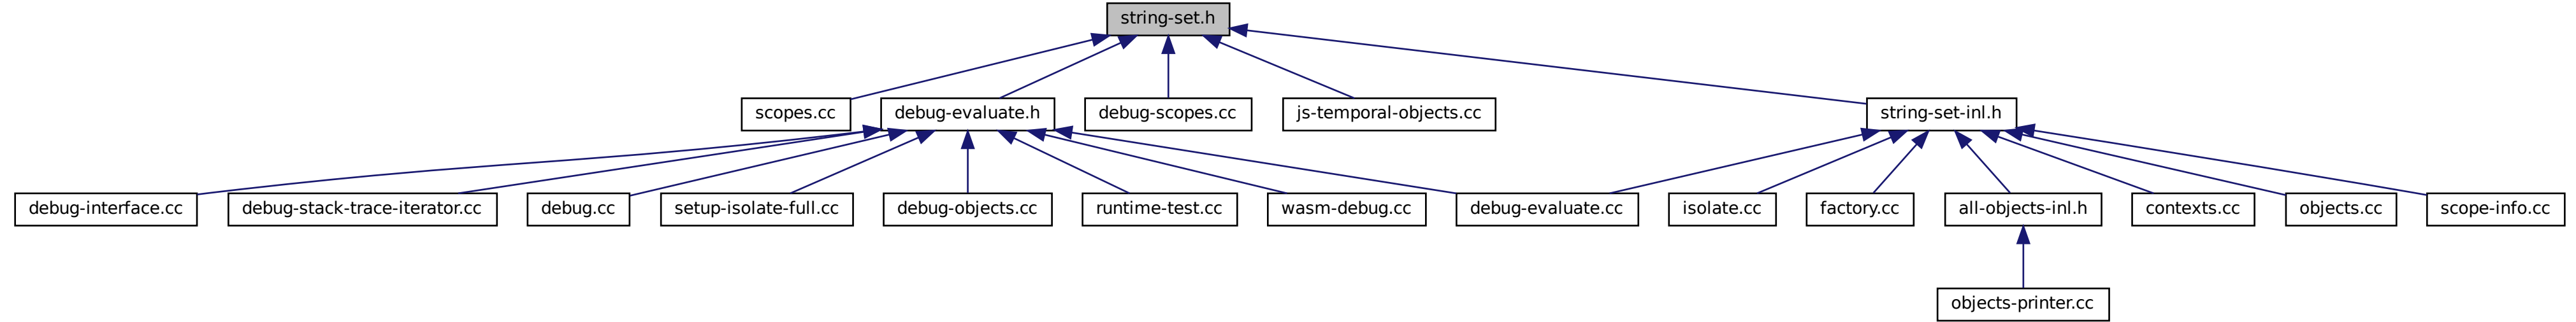 string-set.h
scopes.cc
debug-evaluate.h
debug-scopes.cc
js-temporal-objects.cc
string-set-inl.h
debug-interface.cc
debug-stack-trace-iterator.cc
debug.cc
setup-isolate-full.cc
debug-objects.cc
runtime-test.cc
wasm-debug.cc
debug-evaluate.cc
isolate.cc
factory.cc
all-objects-inl.h
contexts.cc
objects.cc
scope-info.cc
objects-printer.cc